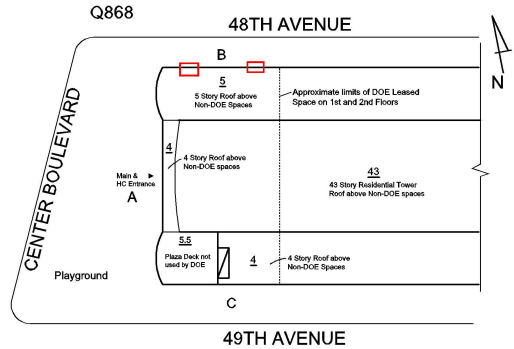 Q868
48TH AVENUE
B
N
5
5 Story Roof above
Non-DOE Spaces
Approximate limits of DOE Leased
Space on 1st and 2nd Floors
CENTER BOULEVARD
4
4 Story Roof above
Non-DOE spaces
Main &
HC Entrance
A
43
43 Story Residential Tower
Roof above Non-DOE spaces
5.5
Plaza Deck not
used by DOE
4
4 Story Roof above
Non-DOE Spaces
Playground
C
49TH AVENUE